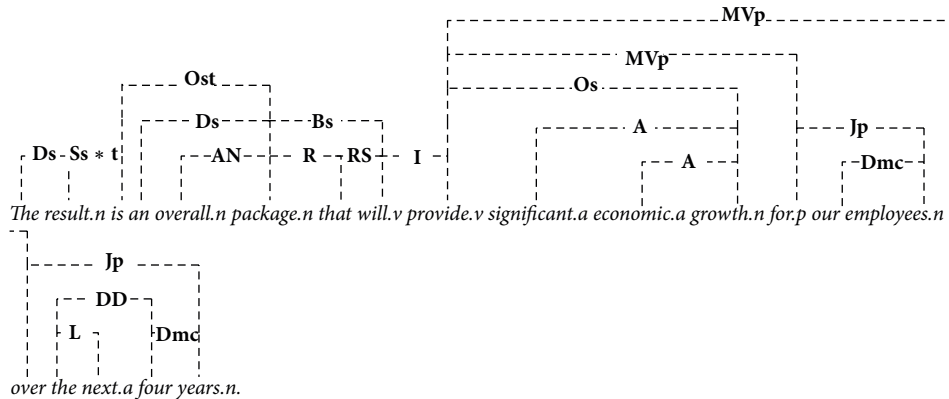 MVp
MVp
Ost Os
Ds Bs A Jp
Ds Ss * t AN R RS I A Dmc
The result.n is an overall.n package.n that will.v provide.v significant.a economic.a growth.n for.p our employees.n
Jp
DD
L Dmc
over the next.a four years.n.